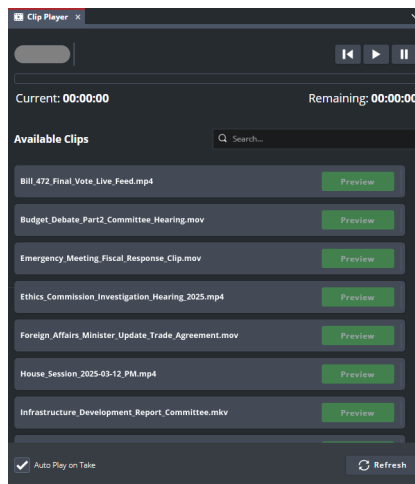 Clip Player ×
Current: 00:00:00
Remaining: 00:00:00
Available Clips
Search...
Bill_472_Final_Vote_Live_Feed.mp4
Preview
Budget_Debate_Part2_Committee_Hearing.mov
Preview
Emergency_Meeting_Fiscal_Response_Clip.mov
Preview
Ethics_Commission_Investigation_Hearing_2025.mp4
Preview
Foreign_Affairs_Minister_Update_Trade_Agreement.mov
Preview
House_Session_2025-03-12_PM.mp4
Preview
Infrastructure_Development_Report_Committee.mkv
Preview
Auto Play on Take
Refresh